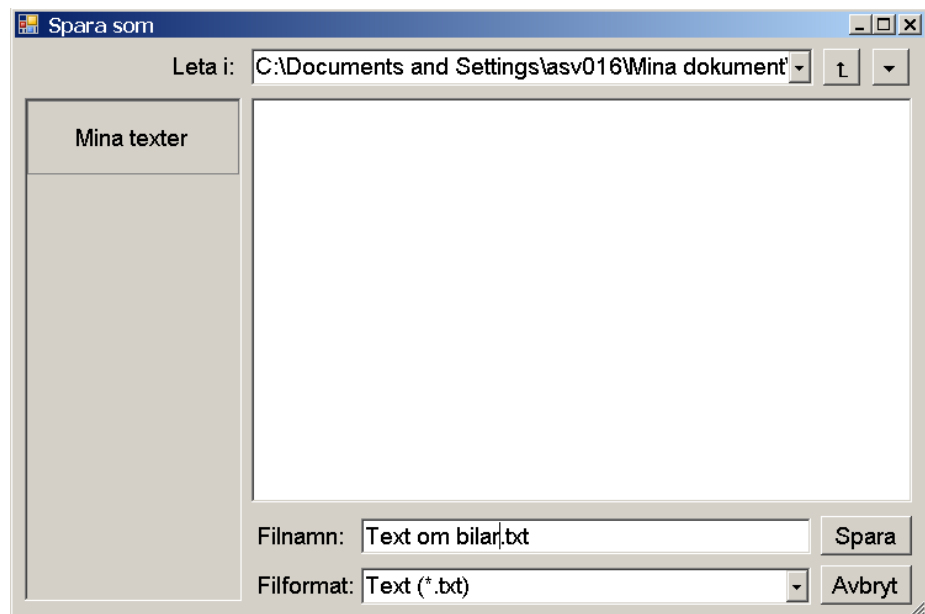 Spara som
Leta i: C:\Documents and Settings\asv016\Mina dokument\
Mina texter
Filnamn: Text om bilar.txt Spara
Filformat: Text (*.txt) Avbryt